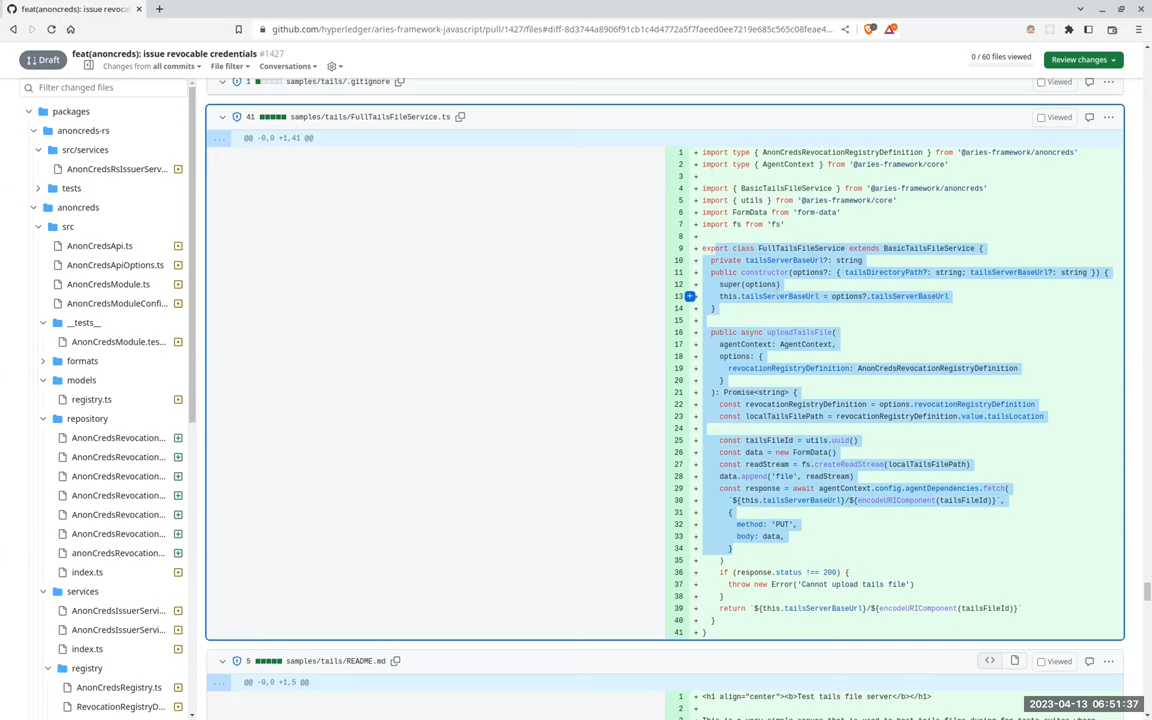 feat(anoncreds): issue revoca
github.com/hyperledger/aries-framework-javascript/pull/1427/files#diff-8d3744a8906f91cb1c4d4772a5f7faeed0ee7219e685c565c08feae4...
Draft
feat(anoncreds): issue revocable credentials #1427
Changes from all commits
File filter
Conversations
0 / 60 files viewed
Review changes
Filter changed files
packages
anoncreds-rs
src/services
AnonCredsRsIssuerServ...
tests
anoncreds
src
AnonCredsApi.ts
AnonCredsApiOptions.ts
AnonCredsModule.ts
AnonCredsModuleConfi...
__tests__
AnonCredsModule.tes...
formats
models
registry.ts
repository
AnonCredsRevocation...
AnonCredsRevocation...
AnonCredsRevocation...
AnonCredsRevocation...
AnonCredsRevocation...
AnonCredsRevocation...
anonCredsRevocation...
index.ts
services
AnonCredsIssuerServi...
AnonCredsIssuerServi...
index.ts
registry
AnonCredsRegistry.ts
RevocationRegistryD...
1 samples/tails/.gitignore
Viewed
41 samples/tails/FullTailsFileService.ts
Viewed
... @@ -0,0 +1,41 @@
1 + import type { AnonCredsRevocationRegistryDefinition } from '@aries-framework/anoncreds'
2 + import type { AgentContext } from '@aries-framework/core'
3 +
4 + import { BasicTailsFileService } from '@aries-framework/anoncreds'
5 + import { utils } from '@aries-framework/core'
6 + import FormData from 'form-data'
7 + import fs from 'fs'
8 +
9 + export class FullTailsFileService extends BasicTailsFileService {
10 + private tailsServerBaseUrl?: string
11 + public constructor(options?: { tailsDirectoryPath?: string; tailsServerBaseUrl?: string }) {
12 + super(options)
13 + this.tailsServerBaseUrl = options?.tailsServerBaseUrl
14 + }
15 +
16 + public async uploadTailsFile(
17 + agentContext: AgentContext,
18 + options: {
19 + revocationRegistryDefinition: AnonCredsRevocationRegistryDefinition
20 + }
21 + ): Promise<string> {
22 + const revocationRegistryDefinition = options.revocationRegistryDefinition
23 + const localTailsFilePath = revocationRegistryDefinition.value.tailsLocation
24 +
25 + const tailsFileId = utils.uuid()
26 + const data = new FormData()
27 + const readStream = fs.createReadStream(localTailsFilePath)
28 + data.append('file', readStream)
29 + const response = await agentContext.config.agentDependencies.fetch(
30 + `${this.tailsServerBaseUrl}/${encodeURIComponent(tailsFileId)}`,
31 + {
32 + method: 'PUT',
33 + body: data,
34 + }
35 + )
36 + if (response.status !== 200) {
37 + throw new Error('Cannot upload tails file')
38 + }
39 + return `${this.tailsServerBaseUrl}/${encodeURIComponent(tailsFileId)}`
40 + }
41 + }
5 samples/tails/README.md
Viewed
... @@ -0,0 +1,5 @@
1 + <h1 align="center"><b>Test tails file server</b></h1>
2 +
2023-04-13 06:51:37